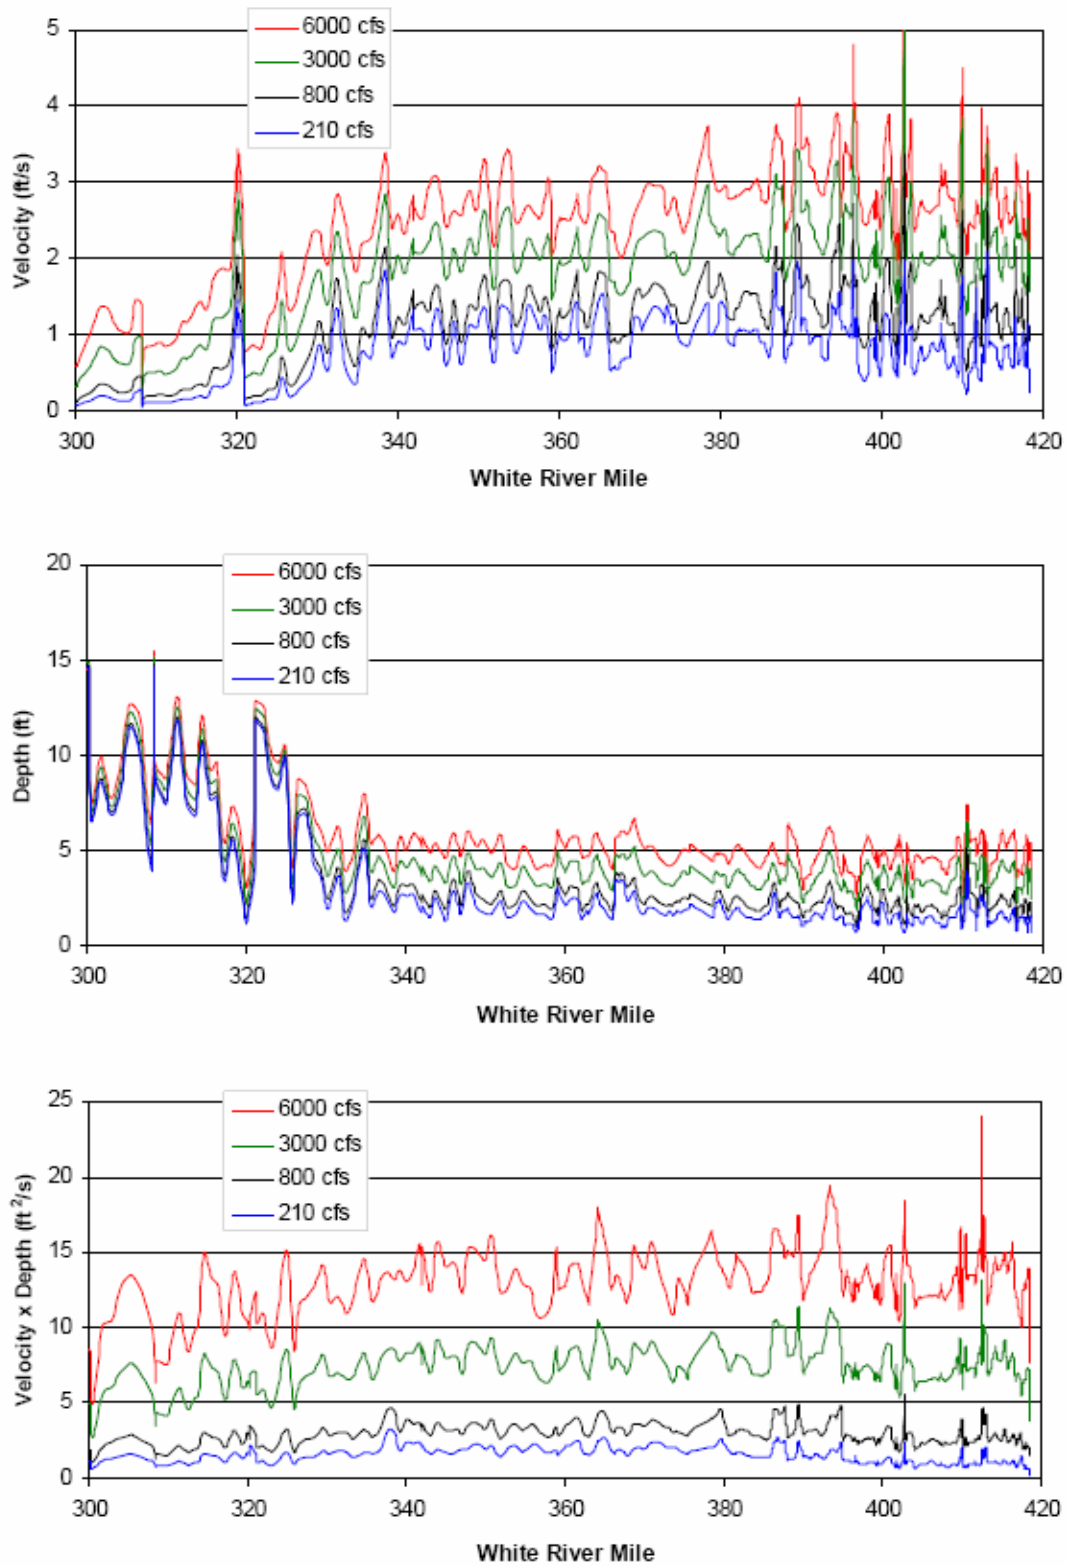 6000 cfs
3000 cfs
800 cfs
210 cfs
Velocity (ft/s)
5
4
3
2
1
0
300 320 340 360 380 400 420
White River Mile
6000 cfs
3000 cfs
800 cfs
210 cfs
Depth (ft)
20
15
10
5
0
300 320 340 360 380 400 420
White River Mile
6000 cfs
3000 cfs
800 cfs
210 cfs
Velocity x Depth (ft²/s)
25
20
15
10
5
0
300 320 340 360 380 400 420
White River Mile